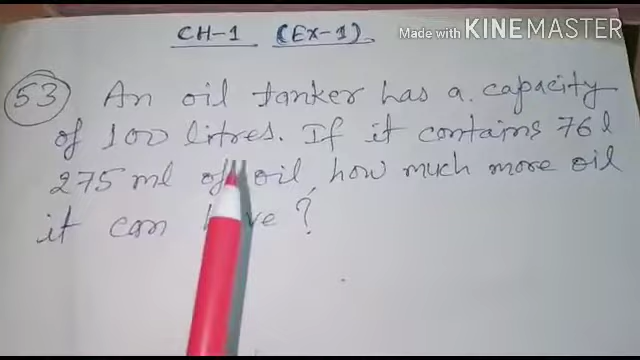 Made with KINEMASTER
CH-1 (Ex-1)
53 An oil tanker has a capacity
of 100 litres. If it contains 76 l
275 ml of oil, how much more oil
it can ?